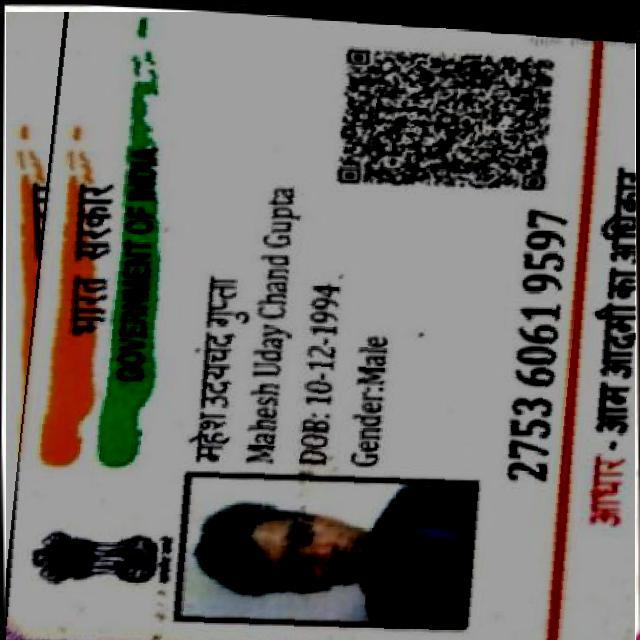 भारत सरकार
GOVERNMENT OF INDIA
महेश उदयचंद गुप्ता
Mahesh Uday Chand Gupta
DOB: 10-12-1994
Gender:Male
2753 6061 9597
आधार - आम आदमी का अधिकार